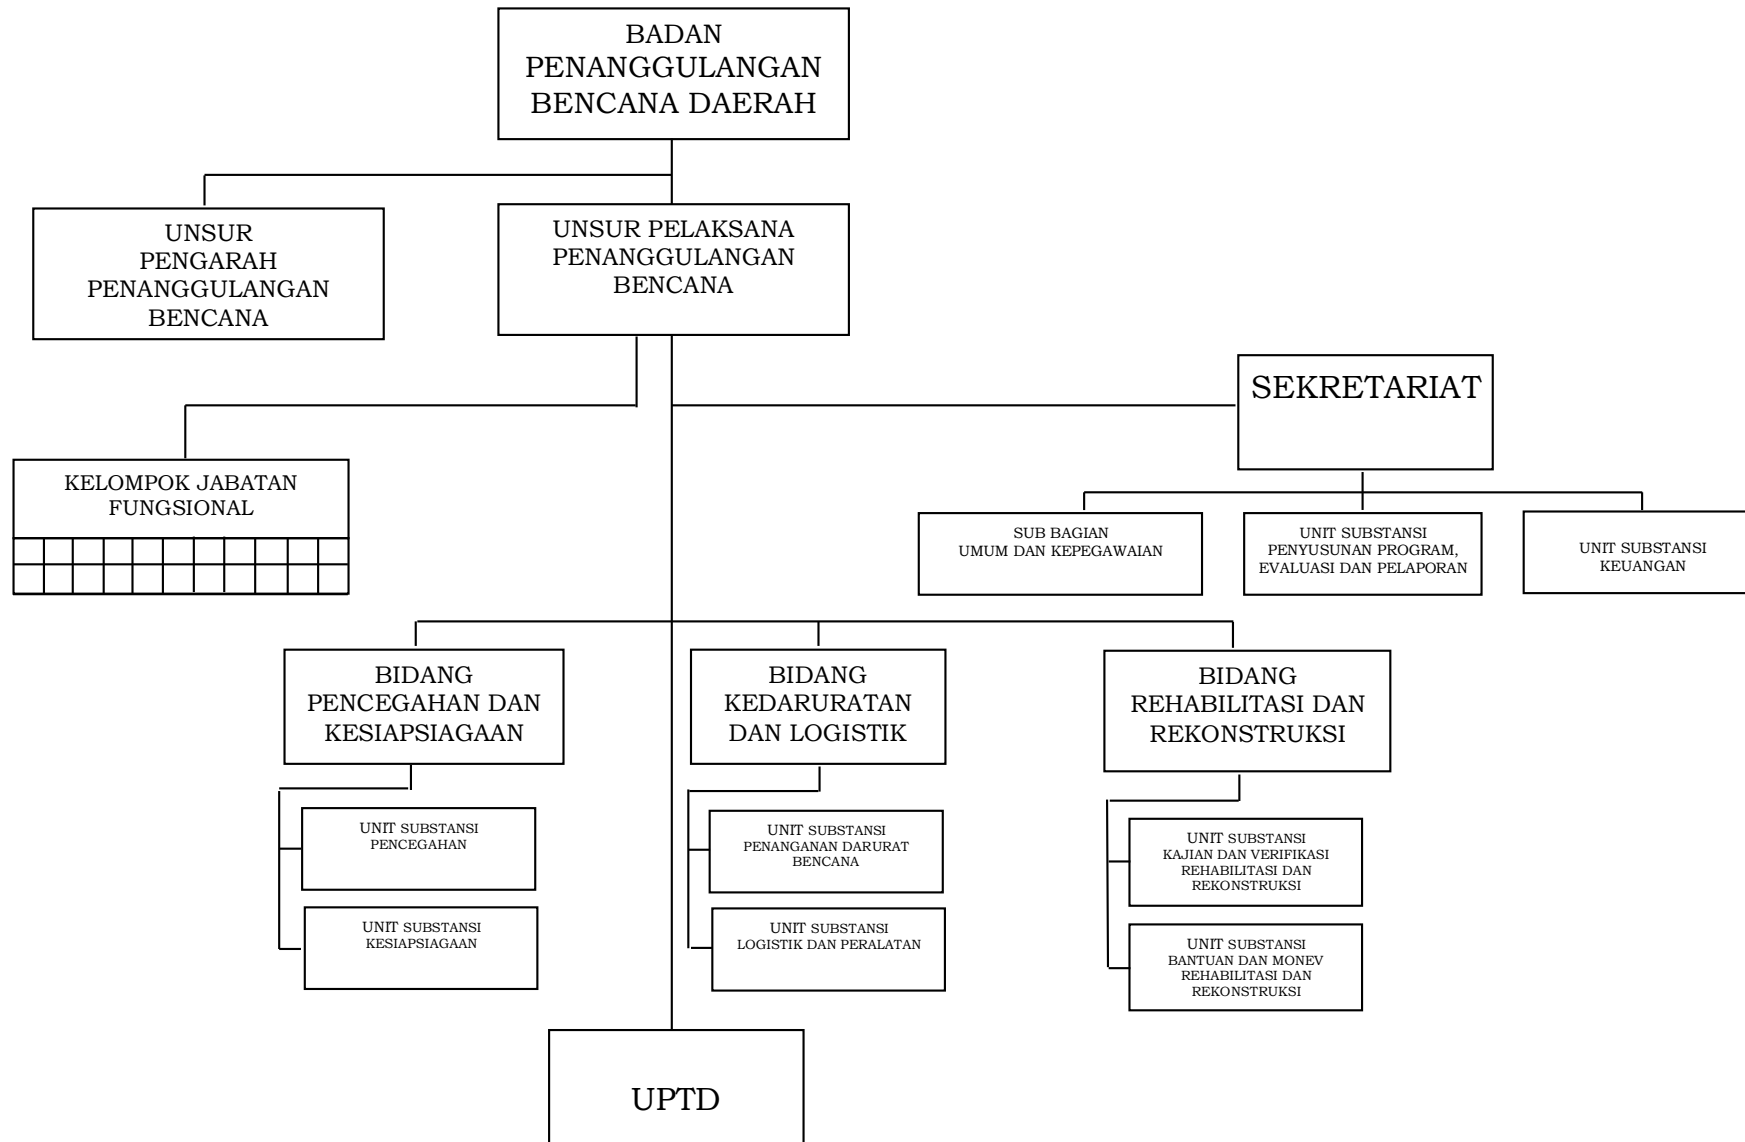 BADAN
PENANGGULANGAN
BENCANA DAERAH
UNSUR
PENGARAH
PENANGGULANGAN
BENCANA
UNSUR PELAKSANA
PENANGGULANGAN
BENCANA
SEKRETARIAT
KELOMPOK JABATAN
FUNGSIONAL
SUB BAGIAN
UMUM DAN KEPEGAWAIAN
UNIT SUBSTANSI
PENYUSUNAN PROGRAM,
EVALUASI DAN PELAPORAN
UNIT SUBSTANSI
KEUANGAN
BIDANG
PENCEGAHAN DAN
KESIAPSIAGAAN
BIDANG
KEDARURATAN
DAN LOGISTIK
BIDANG
REHABILITASI DAN
REKONSTRUKSI
UNIT SUBSTANSI
PENCEGAHAN
UNIT SUBSTANSI
KESIAPSIAGAAN
UNIT SUBSTANSI
PENANGANAN DARURAT
BENCANA
UNIT SUBSTANSI
LOGISTIK DAN PERALATAN
UNIT SUBSTANSI
KAJIAN DAN VERIFIKASI
REHABILITASI DAN
REKONSTRUKSI
UNIT SUBSTANSI
BANTUAN DAN MONEV
REHABILITASI DAN
REKONSTRUKSI
UPTD